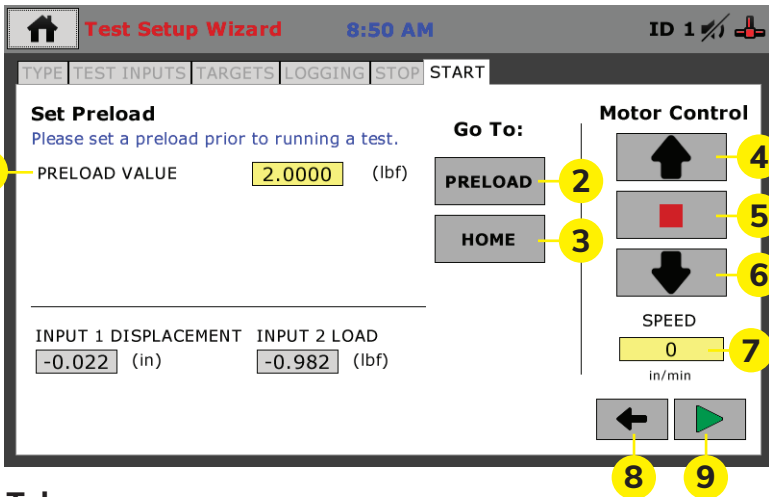 Test Setup Wizard 8:50 AM ID 1
TYPE TEST INPUTS TARGETS LOGGING STOP START
Set Preload
Please set a preload prior to running a test.
PRELOAD VALUE 2.0000 (lbf)
INPUT 1 DISPLACEMENT INPUT 2 LOAD
-0.022 (in) -0.982 (lbf)
Go To:
PRELOAD 2
HOME 3
Motor Control
4
5
6
SPEED
0 7
in/min
8 9